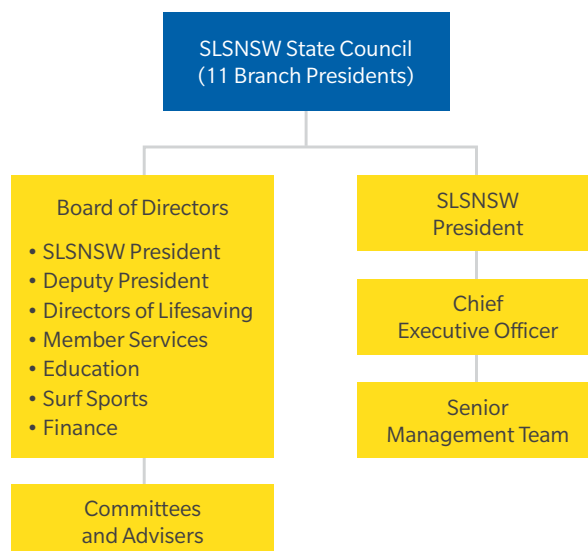 SLSNSW State Council
(11 Branch Presidents)
Board of Directors
• SLSNSW President
• Deputy President
• Directors of Lifesaving
• Member Services
• Education
• Surf Sports
• Finance
Committees
and Advisers
SLSNSW
President
Chief
Executive Officer
Senior
Management Team